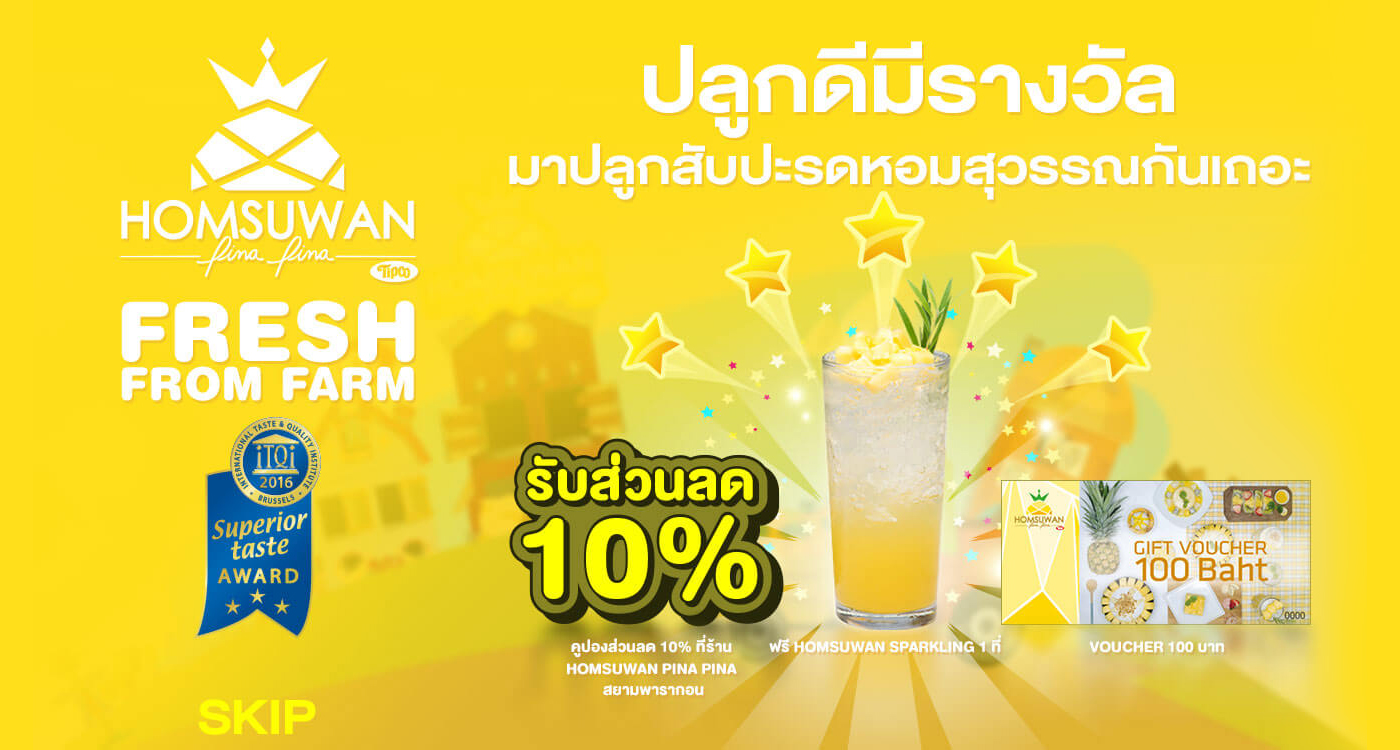 HOMSUWAN
Pina Pina
Tipco
FRESH
FROM FARM
INTERNATIONAL TASTE & QUALITY INSTITUTE
iTQi
2016
• BRUSSELS •
Superior
taste
AWARD
SKIP
ปลูกดีมีรางวัล
มาปลูกสับปะรดหอมสุวรรณกันเถอะ
รับส่วนลด
10%
คูปองส่วนลด 10% ที่ร้าน
HOMSUWAN PINA PINA
สยามพารากอน
ฟรี HOMSUWAN SPARKLING 1 ที่
HOMSUWAN
Pina Pina
GIFT VOUCHER
100 Baht
0000
VOUCHER 100 บาท